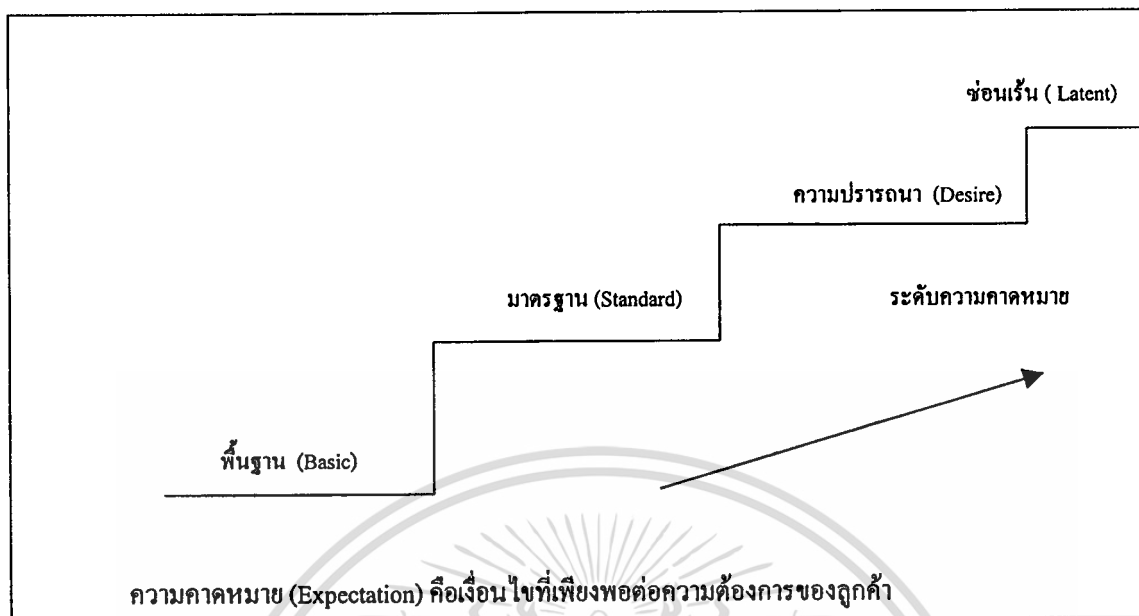 ซ่อนเร้น ( Latent)
ความปรารถนา (Desire)
มาตรฐาน (Standard)
ระดับความคาดหมาย
พื้นฐาน (Basic)
ความคาดหมาย (Expectation) คือเงื่อนไขที่เพียงพอต่อความต้องการของลูกค้า